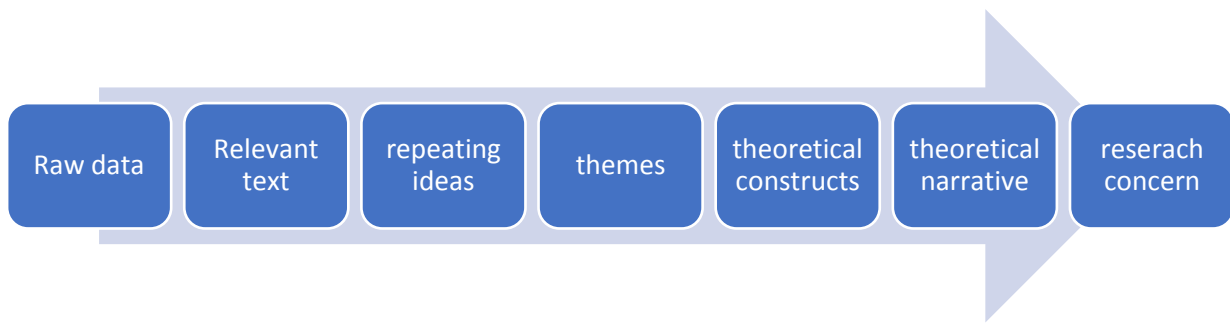 Raw data
Relevant
text
repeating
ideas
themes
theoretical
constructs
theoretical
narrative
reserach
concern